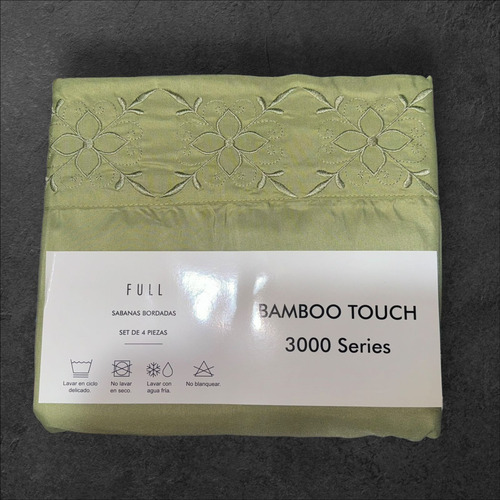 FULL
SABANAS BORDADAS
SET DE 4 PIEZAS
Lavar en ciclo
delicado.
No lavar
en seco.
Lavar con
agua fría.
No blanquear.
BAMBOO TOUCH
3000 Series